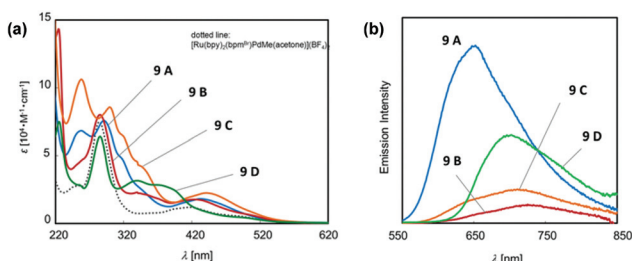 (a)
15
10
5
0
ε [10⁴·M⁻¹·cm⁻¹]
dotted line:
[Ru(bpy)₂(bpmᴮʳ)PdMe(acetone)](BF₄)₃
9 A
9 B
9 C
9 D
220 320 420 520 620
λ [nm]
(b)
Emission Intensity
9 A
9 C
9 B
9 D
550 650 750 850
λ [nm]